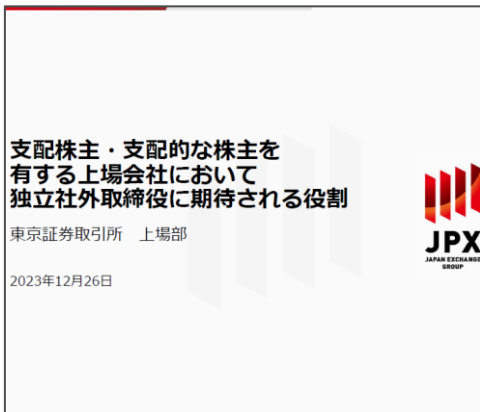 支配株主・支配的な株主を
有する上場会社において
独立社外取締役に期待される役割
東京証券取引所　上場部
2023年12月26日
JPX
JAPAN EXCHANGE
GROUP